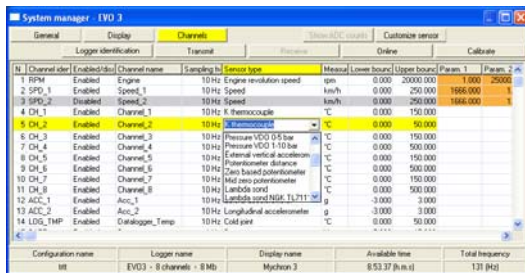 System manager - EVO 3
General Display Channels Show ADC counts Customize sensor
Logger identification Transmit Receive Online Calibrate
N Channel ider Enabled/disa Channel name Sampling fr Sensor type Measu Lower bounc Upper bounc Param. 1 Param. 2
1 RPM Enabled Engine 10 Hz Engine revolution speed rpm 0.000 20000.000 1.000 25000
2 SPD_1 Enabled Speed_1 10 Hz Speed km/h 0.000 250.000 1666.000 1
3 SPD_2 Disabled Speed_2 10 Hz Speed km/h 0.000 250.000 1666.000 1
4 CH_1 Enabled Channel_1 10 Hz K thermocouple °C 0.000 150.000
5 CH_2 Enabled Channel_2 10 Hz K thermocouple °C 0.000 50.000
6 CH_3 Enabled Channel_3 10 Hz Pressure VDO 0-5 bar °C 0.000 150.000
7 CH_4 Enabled Channel_4 10 Hz Pressure VDO 1-10 bar °C 0.000 500.000
8 CH_5 Enabled Channel_5 10 Hz External vertical accelerom °C 0.000 150.000
Potentiometer distance
9 CH_6 Enabled Channel_6 10 Hz Zero based potentiometer °C 0.000 500.000
10 CH_7 Enabled Channel_7 10 Hz Mid zero potentiometer °C 0.000 150.000
11 CH_8 Enabled Channel_8 10 Hz Lambda sond °C 0.000 500.000
12 ACC_1 Enabled Acc_1 10 Hz Lambda sond NGK TL711 g -3.000 3.000
13 ACC_2 Enabled Acc_2 10 Hz Longitudinal accelerometer g -3.000 3.000
14 LOG_TMP Enabled Datalogger_Temp 10 Hz Cold joint °C 0.000 50.000
Configuration name Logger name Display name Available time Total frequency
EVO3 - 8 channels - 8 Mb Mychron 3 8.53.37 (h.m.s) 131 (Hz)